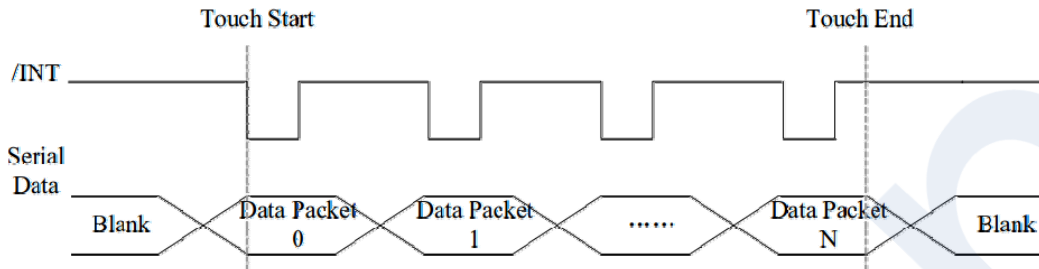 Touch Start
Touch End
/INT
Serial
Data
Blank
Data Packet
0
Data Packet
1
......
Data Packet
N
Blank